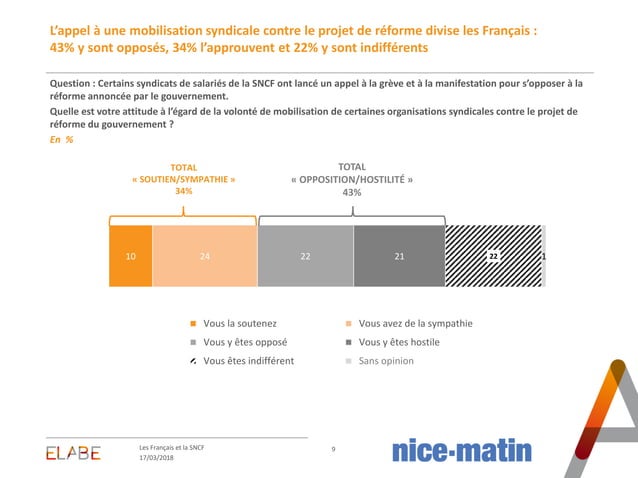 L’appel à une mobilisation syndicale contre le projet de réforme divise les Français :
43% y sont opposés, 34% l’approuvent et 22% y sont indifférents
Question : Certains syndicats de salariés de la SNCF ont lancé un appel à la grève et à la manifestation pour s’opposer à la
réforme annoncée par le gouvernement.
Quelle est votre attitude à l’égard de la volonté de mobilisation de certaines organisations syndicales contre le projet de
réforme du gouvernement ?
En %
TOTAL
« SOUTIEN/SYMPATHIE »
34%
TOTAL
« OPPOSITION/HOSTILITÉ »
43%
10 24 22 21 22 1
Vous la soutenez Vous avez de la sympathie
Vous y êtes opposé Vous y êtes hostile
Vous êtes indifférent Sans opinion
ELABE
Les Français et la SNCF
17/03/2018
9
nice-matin